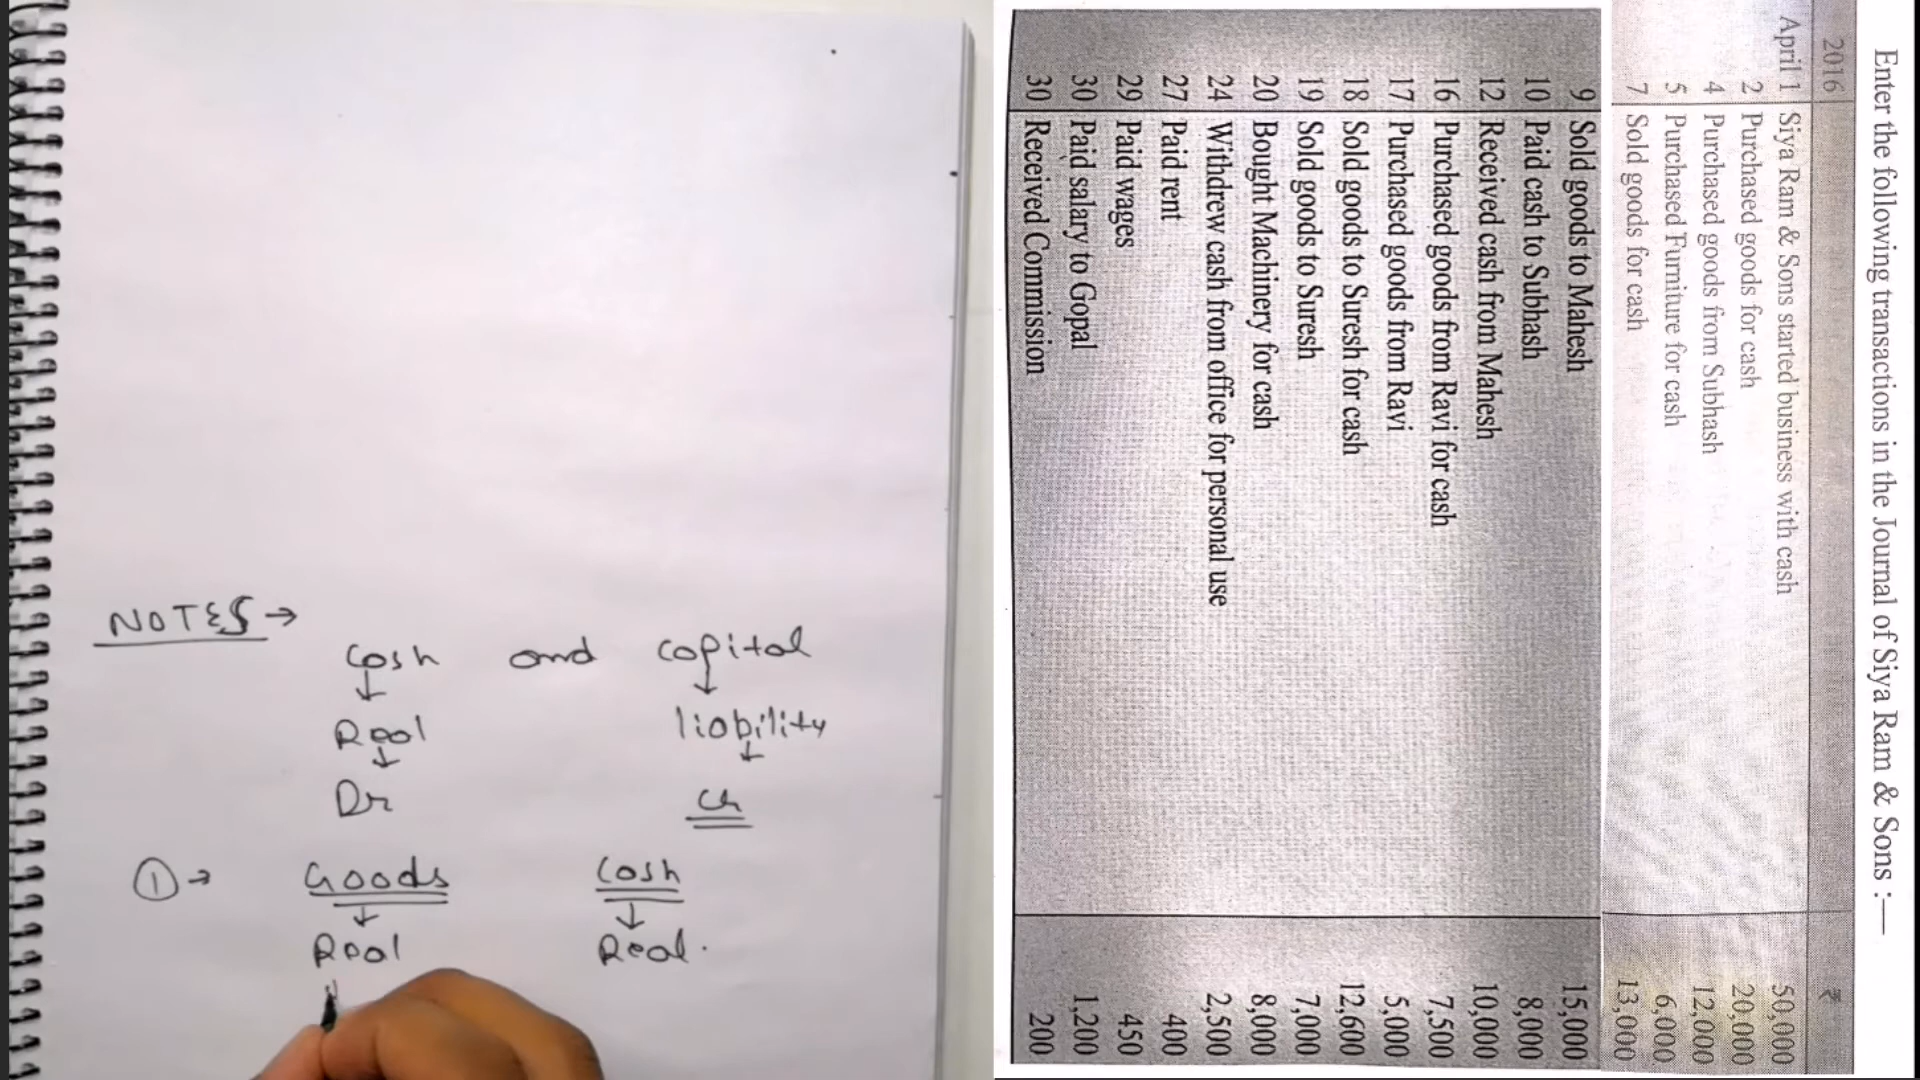 NOTES →
Cash and capital
Real liability
Dr Cr
① → Goods Cash
Real Real.
Enter the following transactions in the Journal of Siya Ram & Sons :—
2016 ₹
April 1 Siya Ram & Sons started business with cash 50,000
2 Purchased goods for cash 20,000
4 Purchased goods from Subhash 12,000
5 Purchased Furniture for cash 6,000
7 Sold goods for cash 13,000
9 Sold goods to Mahesh 15,000
10 Paid cash to Subhash 8,000
12 Received cash from Mahesh 10,000
16 Purchased goods from Ravi for cash 7,500
17 Purchased goods from Ravi 5,000
18 Sold goods to Suresh for cash 12,600
19 Sold goods to Suresh 7,000
20 Bought Machinery for cash 8,000
24 Withdrew cash from office for personal use 2,500
27 Paid rent 400
29 Paid wages 450
30 Paid salary to Gopal 1,200
30 Received Commission 200